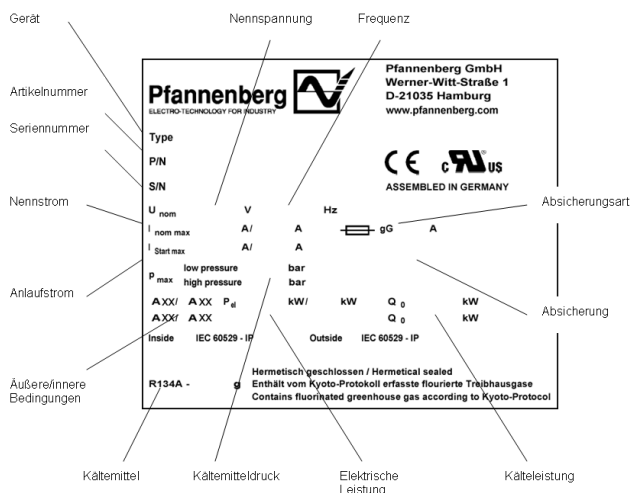 Gerät
Nennspannung
Frequenz
Pfannenberg
ELECTRO-TECHNOLOGY FOR INDUSTRY
Pfannenberg GmbH
Werner-Witt-Straße 1
D-21035 Hamburg
www.pfannenberg.com
Artikelnummer
Seriennummer
Type
P/N
S/N
CE c RU US
ASSEMBLED IN GERMANY
Nennstrom
Absicherungsart
U nom V Hz
I nom max A/ A gG A
I Start max A/ A
Anlaufstrom
Absicherung
p max low pressure bar
high pressure bar
AXX/ AXX P el kW/ kW Q 0 kW
AXX/ AXX Q 0 kW
Inside IEC 60529 - IP Outside IEC 60529 - IP
Äußere/innere
Bedingungen
Hermetisch geschlossen / Hermetical sealed
R134A - g Enthält vom Kyoto-Protokoll erfasste flourierte Treibhausgase
Contains fluorinated greenhouse gas according to Kyoto-Protocol
Kältemittel
Kältemitteldruck
Elektrische
Leistung
Kälteleistung